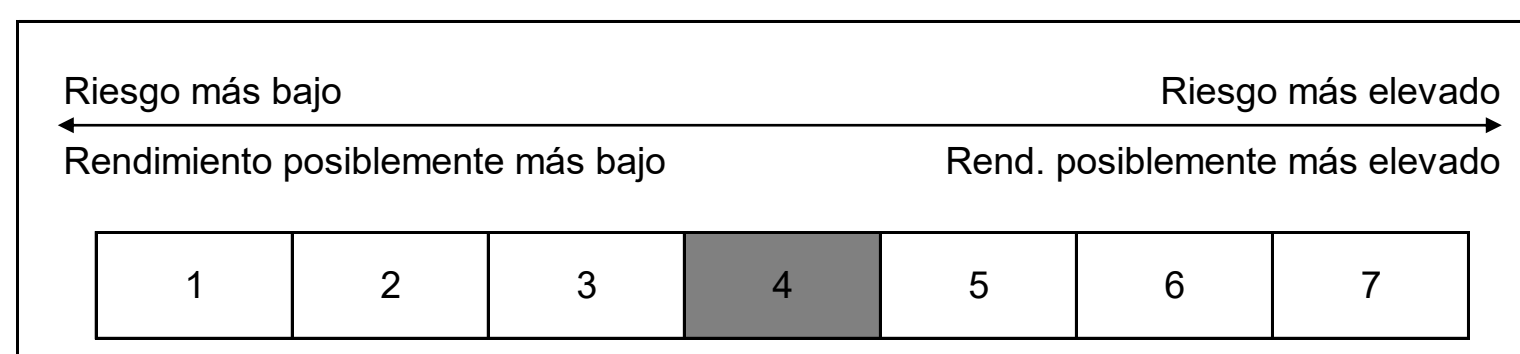 Riesgo más bajo Riesgo más elevado
Rendimiento posiblemente más bajo Rend. posiblemente más elevado
1 2 3 4 5 6 7